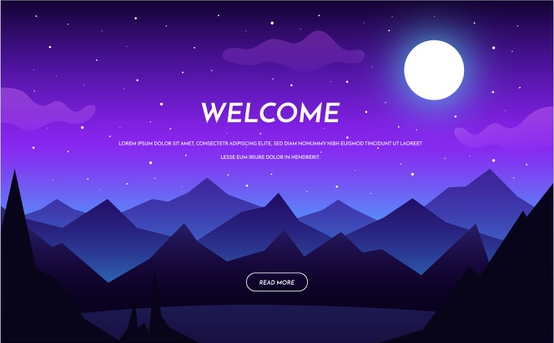 WELCOME
LOREM IPSUM DOLOR SIT AMET, CONSECTETR ADIPISCING ELITE, SED DIAM NONUMMY NIBH EUISMOD TINCIDUNT UT LAOREET
LESSE EUM IRIURE DOLOR IN HENDRERIT.
READ MORE